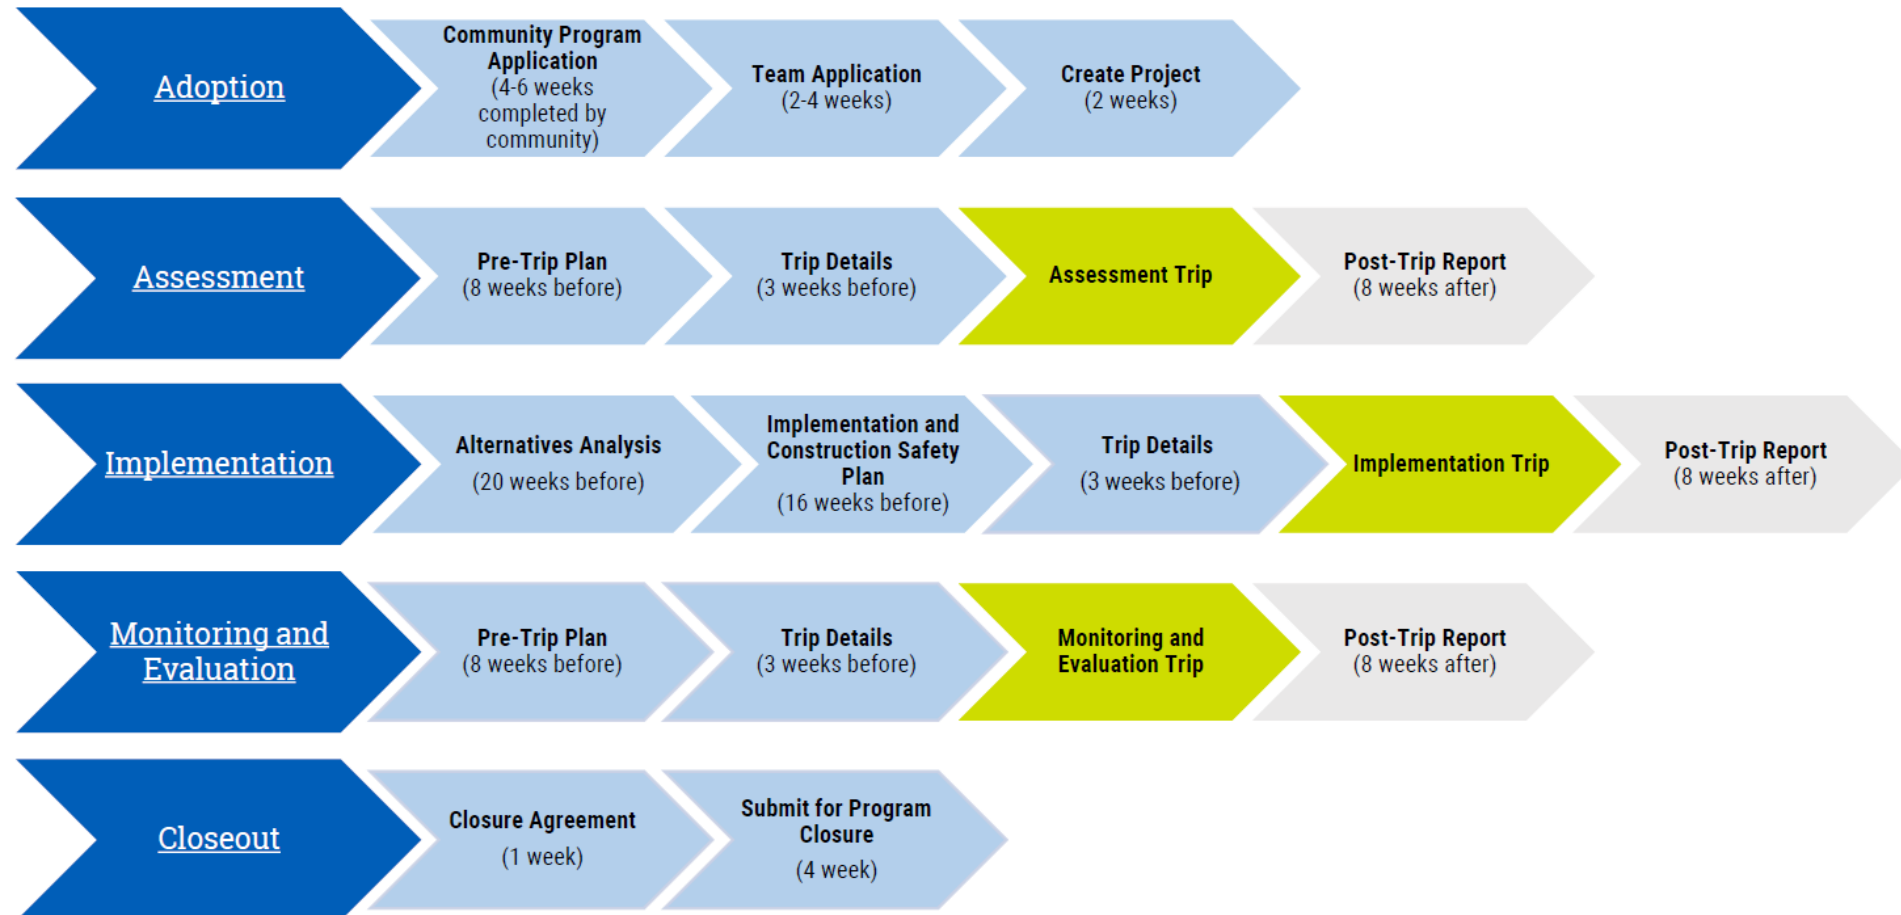 Adoption
Community Program
Application
(4-6 weeks
completed by
community)
Team Application
(2-4 weeks)
Create Project
(2 weeks)
Assessment
Pre-Trip Plan
(8 weeks before)
Trip Details
(3 weeks before)
Assessment Trip
Post-Trip Report
(8 weeks after)
Implementation
Alternatives Analysis
(20 weeks before)
Implementation and
Construction Safety
Plan
(16 weeks before)
Trip Details
(3 weeks before)
Implementation Trip
Post-Trip Report
(8 weeks after)
Monitoring and
Evaluation
Pre-Trip Plan
(8 weeks before)
Trip Details
(3 weeks before)
Monitoring and
Evaluation Trip
Post-Trip Report
(8 weeks after)
Closeout
Closure Agreement
(1 week)
Submit for Program
Closure
(4 week)